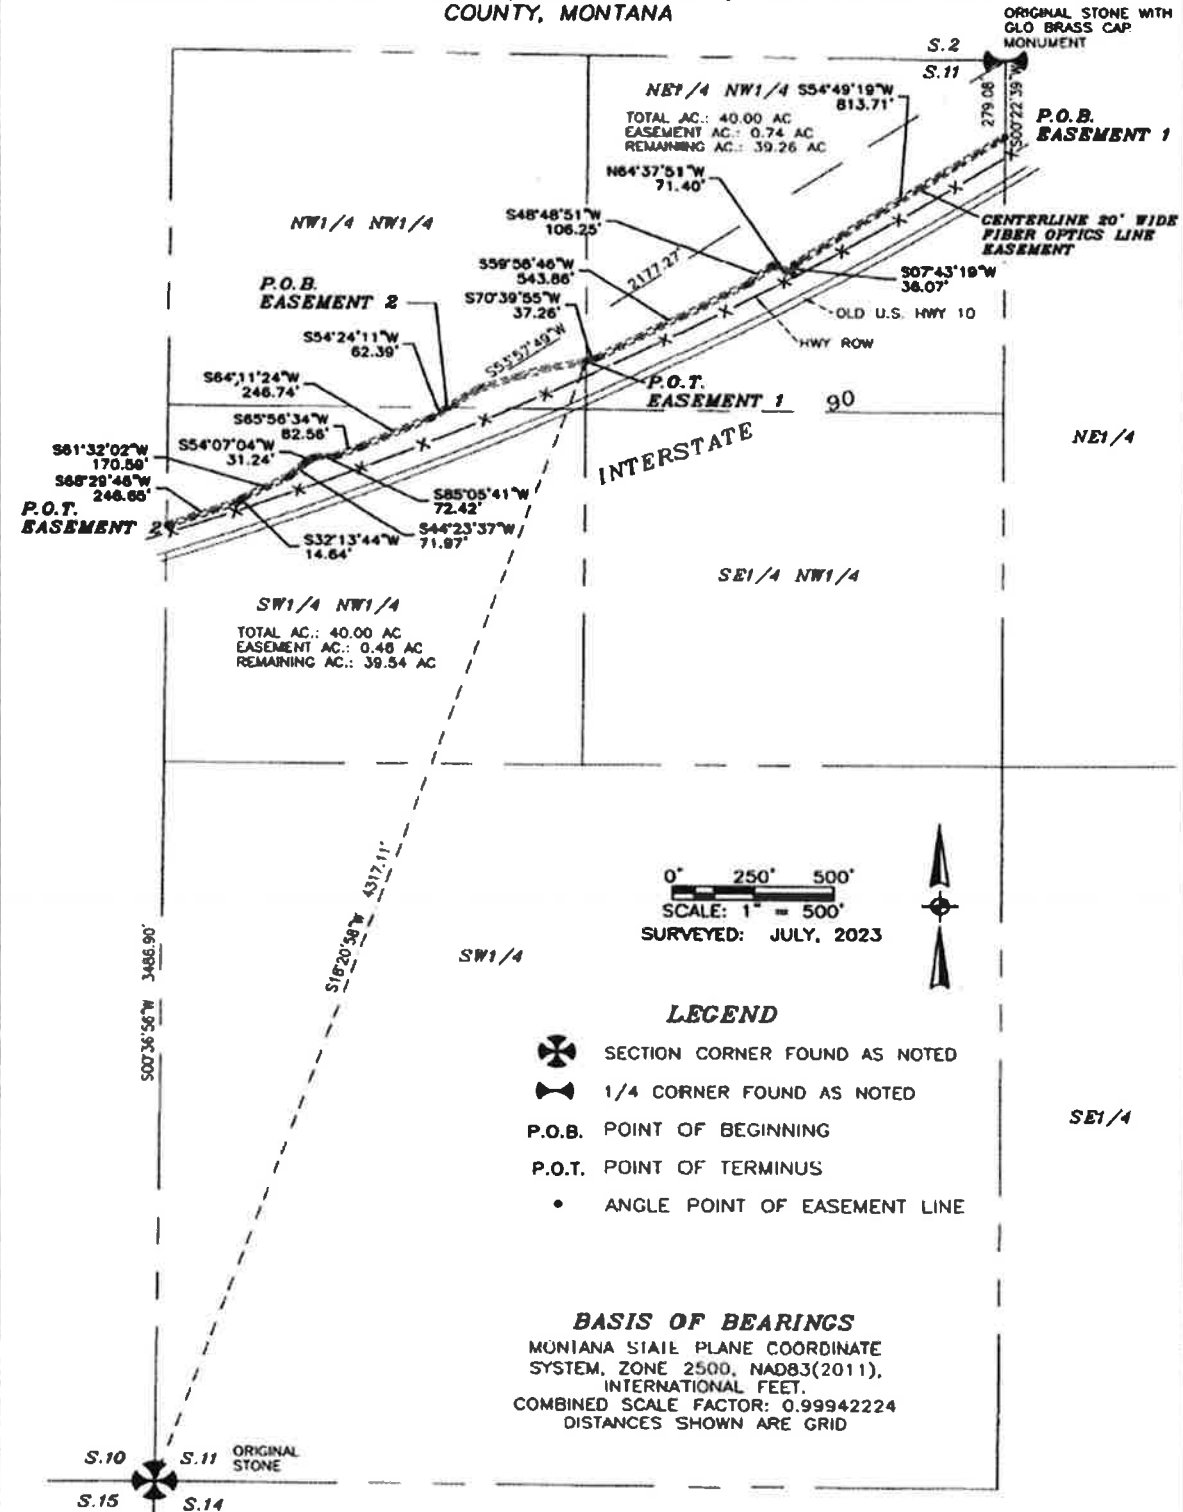 COUNTY, MONTANA
ORIGINAL STONE WITH
GLO BRASS CAP
MONUMENT
S.2
S.11
279.08'
S00°22'39"W
P.O.B.
EASEMENT 1
NE1/4 NW1/4
TOTAL AC.: 40.00 AC
EASEMENT AC.: 0.74 AC
REMAINING AC.: 39.26 AC
S54°49'19"W
813.71'
N64°37'51"W
71.40'
NW1/4 NW1/4
S48°48'51"W
106.25'
CENTERLINE 20' WIDE
FIBER OPTICS LINE
EASEMENT
S59°58'46"W
543.86'
2177.27'
S07°43'19"W
36.07'
P.O.B.
EASEMENT 2
S70°39'55"W
37.26'
OLD U.S. HWY 10
HWY ROW
S54°24'11"W
62.39'
S53°57'49"W
S64°11'24"W
246.74'
P.O.T.
EASEMENT 1
90
INTERSTATE
NE1/4
S65°56'34"W
82.56'
S61°32'02"W
170.59'
S54°07'04"W
31.24'
S68°29'46"W
246.65'
P.O.T.
EASEMENT 2
S85°05'41"W
72.42'
S44°23'37"W
71.97'
S32°13'44"W
14.64'
SE1/4 NW1/4
SW1/4 NW1/4
TOTAL AC.: 40.00 AC
EASEMENT AC.: 0.46 AC
REMAINING AC.: 39.54 AC
S18°20'58"W 4317.11'
S00°36'56"W 3486.90'
0' 250' 500'
SCALE: 1" = 500'
SURVEYED: JULY, 2023
SW1/4
LEGEND
SECTION CORNER FOUND AS NOTED
1/4 CORNER FOUND AS NOTED
P.O.B. POINT OF BEGINNING
P.O.T. POINT OF TERMINUS
• ANGLE POINT OF EASEMENT LINE
SE1/4
BASIS OF BEARINGS
MONTANA STATE PLANE COORDINATE
SYSTEM, ZONE 2500, NAD83(2011),
INTERNATIONAL FEET.
COMBINED SCALE FACTOR: 0.99942224
DISTANCES SHOWN ARE GRID
S.10 S.11 ORIGINAL
STONE
S.15 S.14